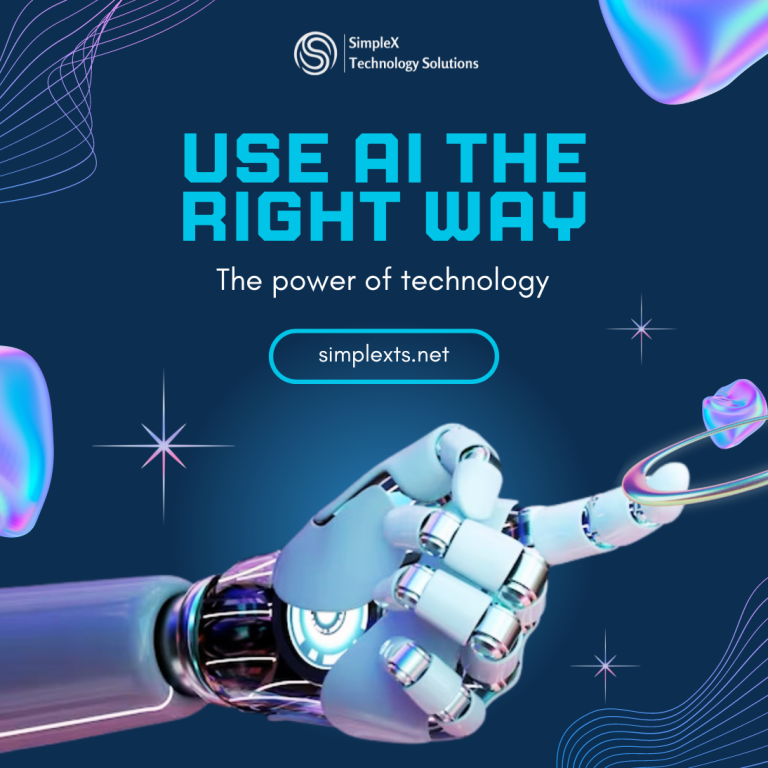 SimpleX
Technology Solutions
USE AI THE
RIGHT WAY
The power of technology
simplexts.net